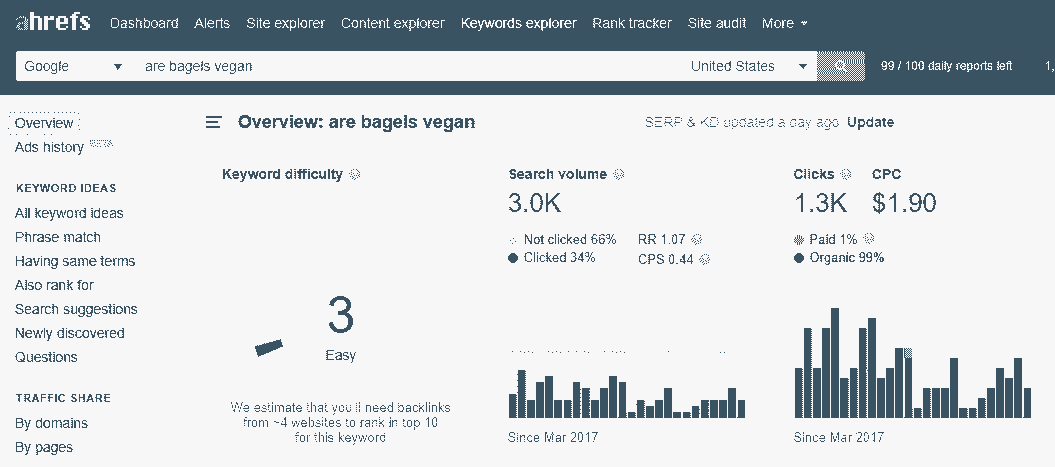 ahrefs Dashboard Alerts Site explorer Content explorer Keywords explorer Rank tracker Site audit More
Google are bagels vegan United States 99 / 100 daily reports left 1,
Overview
Ads history BETA
KEYWORD IDEAS
All keyword ideas
Phrase match
Having same terms
Also rank for
Search suggestions
Newly discovered
Questions
TRAFFIC SHARE
By domains
By pages
Overview: are bagels vegan SERP & KD updated a day ago Update
Keyword difficulty
3
Easy
We estimate that you'll need backlinks
from ~4 websites to rank in top 10
for this keyword
Search volume
3.0K
Not clicked 66% RR 1.07
Clicked 34% CPS 0.44
Since Mar 2017
Clicks CPC
1.3K $1.90
Paid 1%
Organic 99%
Since Mar 2017